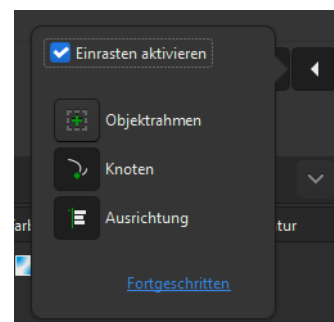 Einrasten aktivieren
Objektrahmen
Knoten
Ausrichtung
Fortgeschritten